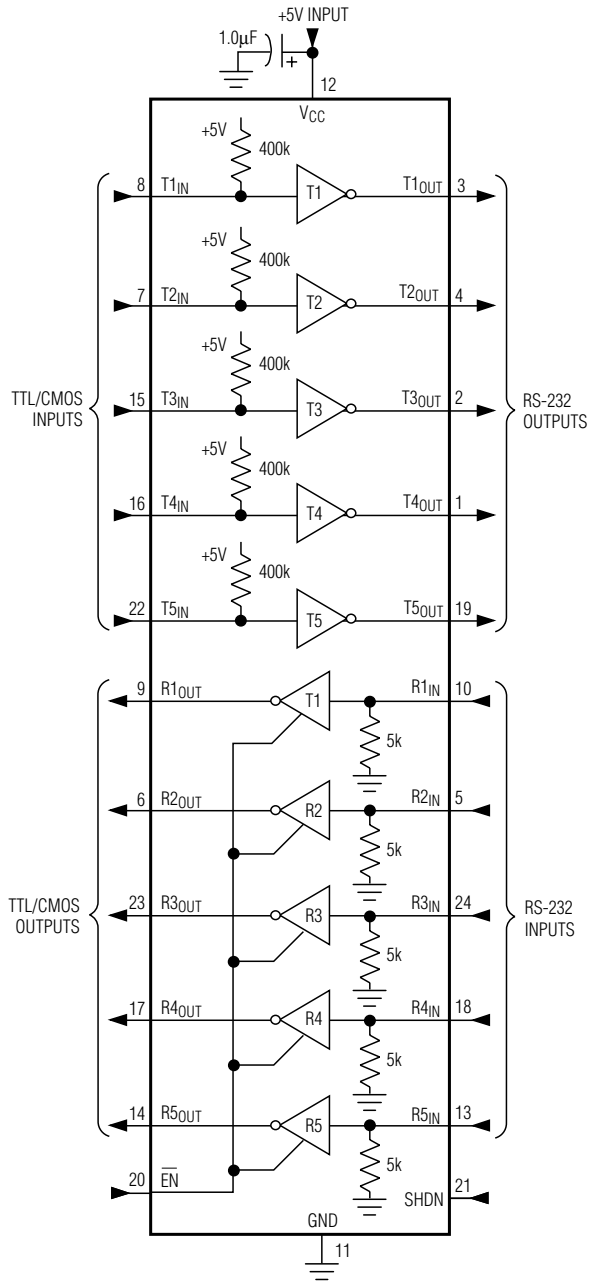 +5V INPUT
1.0µF
+
12
VCC
+5V
400k
8 T1IN T1 T1OUT 3
+5V
400k
7 T2IN T2 T2OUT 4
+5V
400k
TTL/CMOS
INPUTS
15 T3IN T3 T3OUT 2
RS-232
OUTPUTS
+5V
400k
16 T4IN T4 T4OUT 1
+5V
400k
22 T5IN T5 T5OUT 19
9 R1OUT T1 R1IN 10
5k
6 R2OUT R2 R2IN 5
5k
TTL/CMOS
OUTPUTS
23 R3OUT R3 R3IN 24
RS-232
INPUTS
5k
17 R4OUT R4 R4IN 18
5k
14 R5OUT R5 R5IN 13
5k
20 E̅N̅
SHDN 21
GND
11